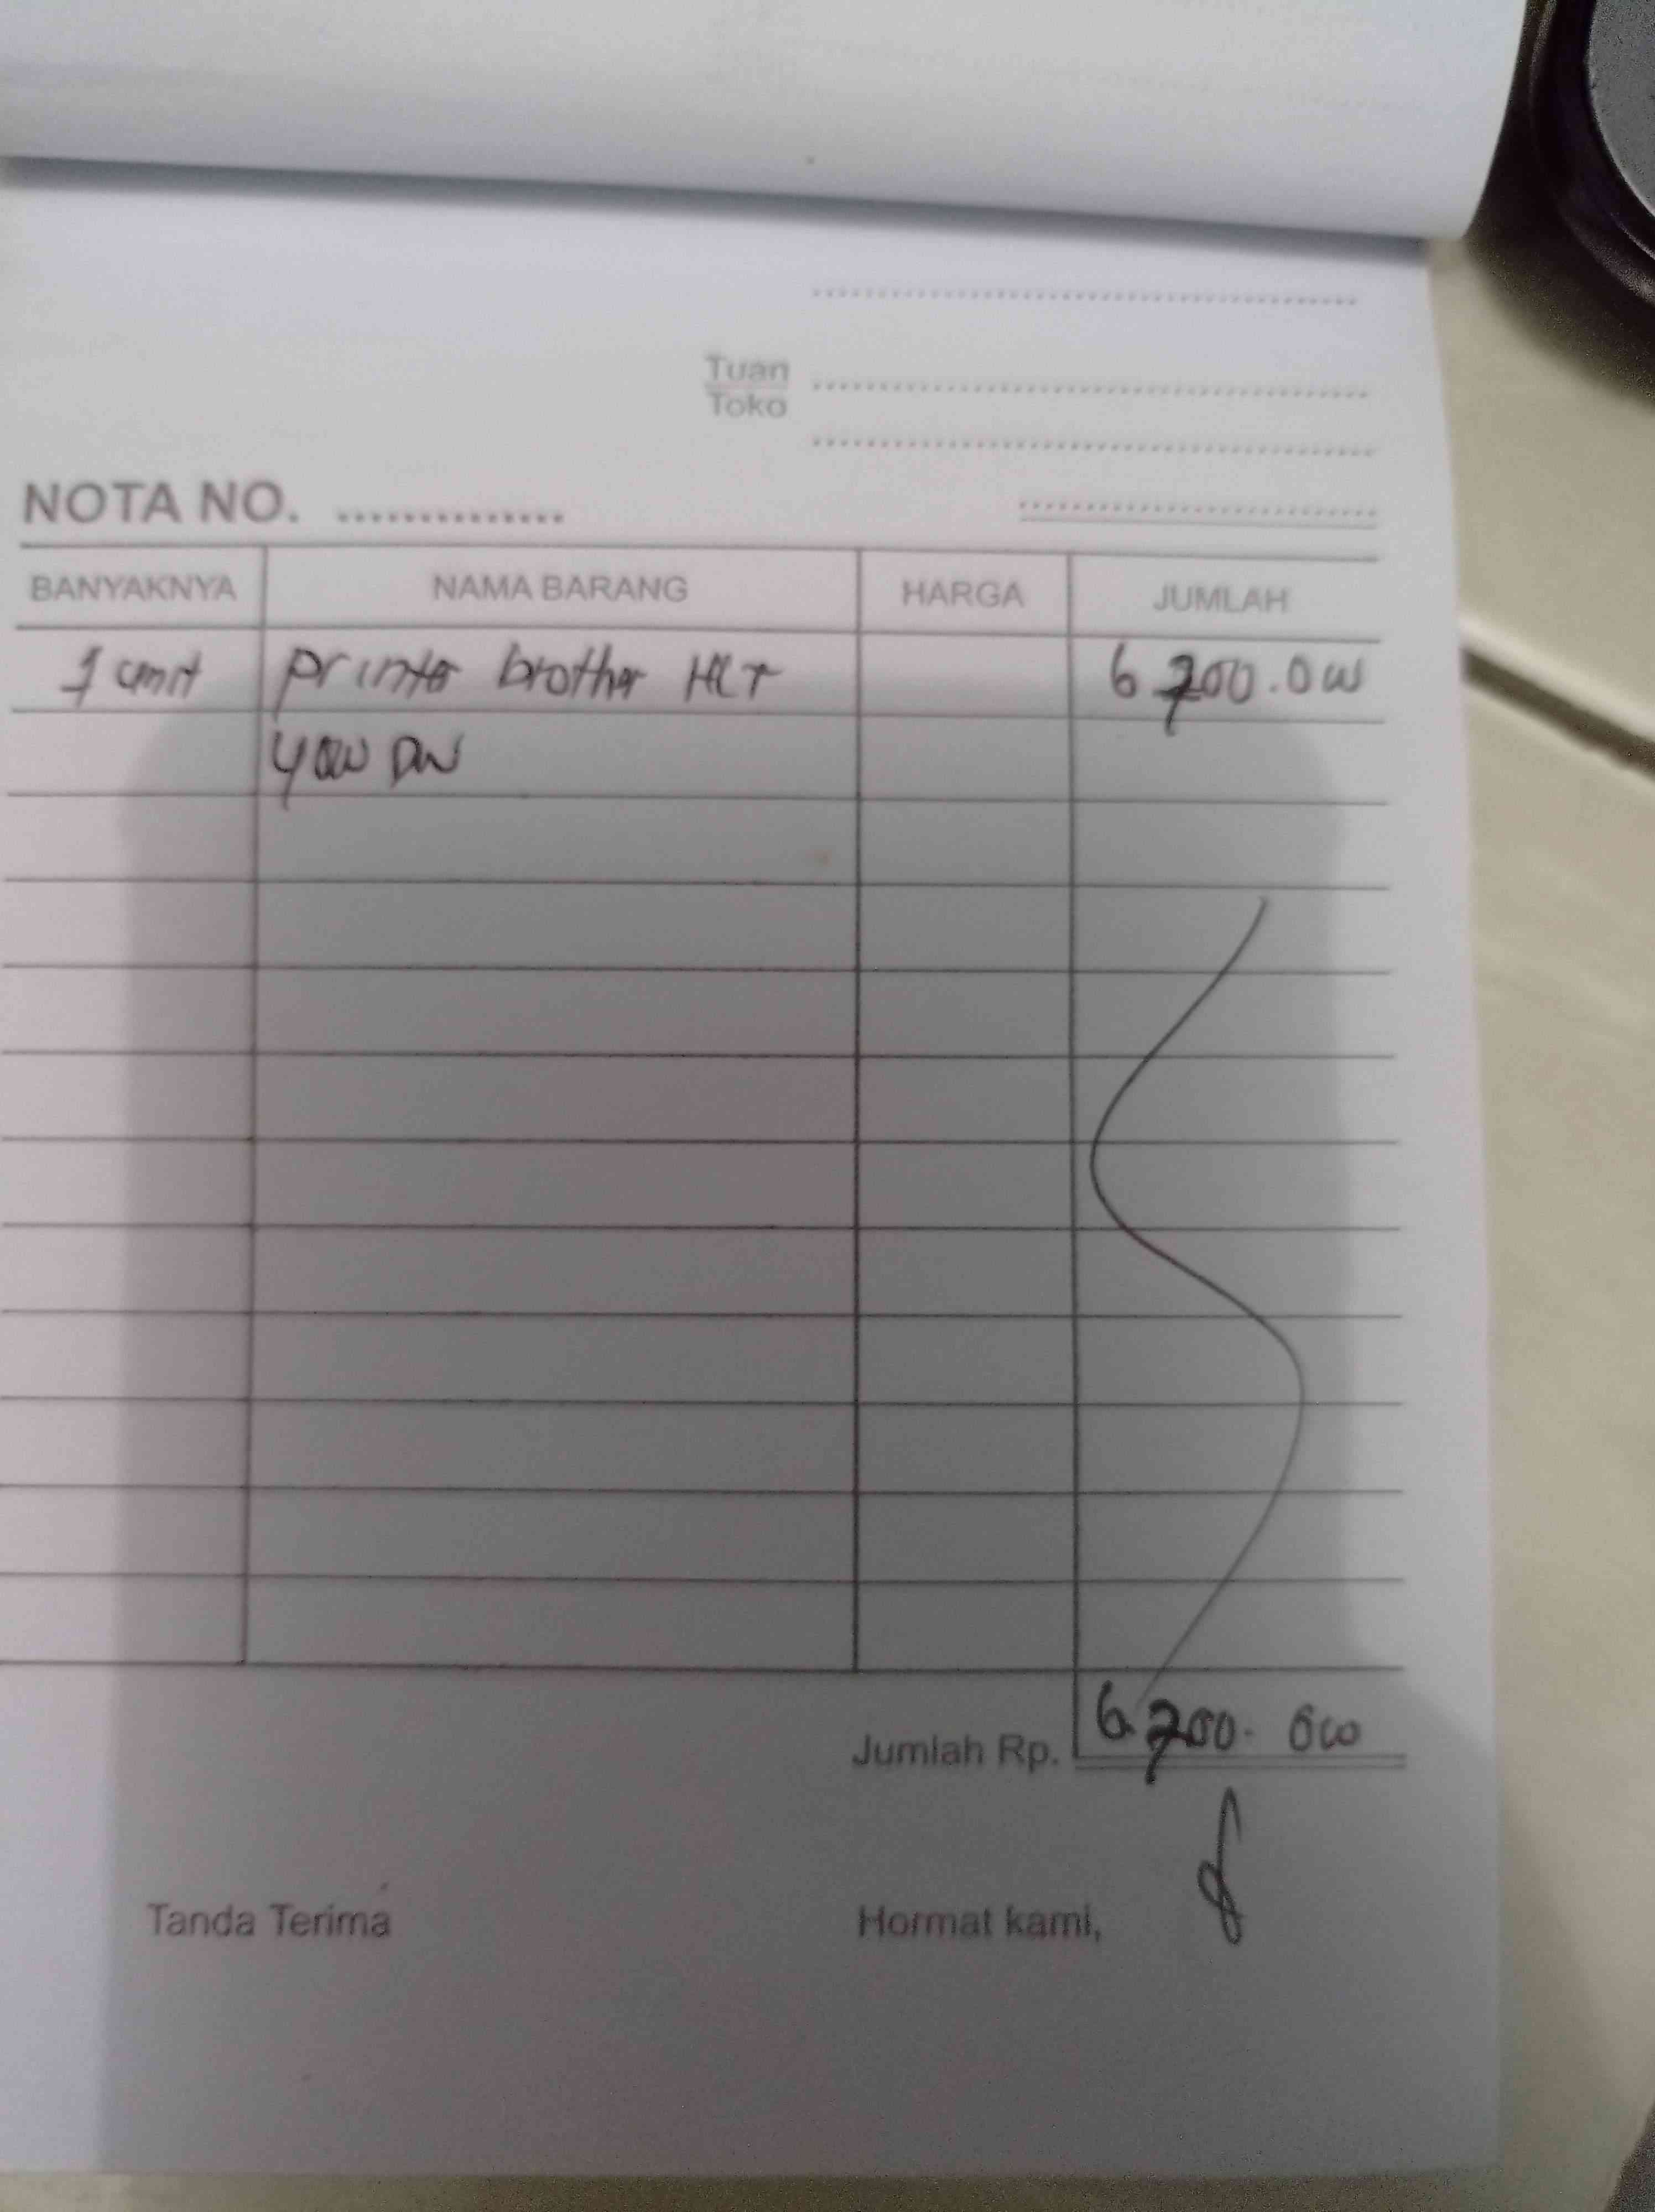 Tuan
Toko
NOTA NO. ..............
BANYAKNYA NAMA BARANG HARGA JUMLAH
1 unit printer brother HLT 6.700.000
4000 DW
Jumlah Rp. 6.700.000
Tanda Terima Hormat kami,